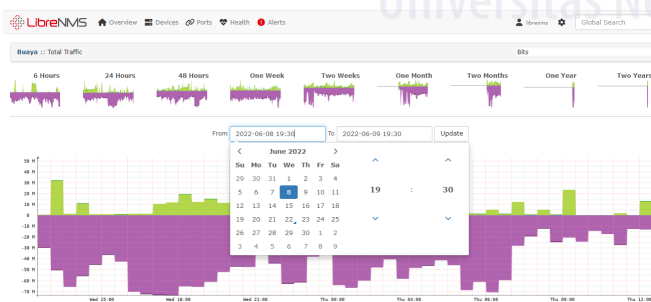 Universitas No
LibreNMS Overview Devices Ports Health Alerts librenms Global Search
Buaya :: Total Traffic Bits
6 Hours 24 Hours 48 Hours One Week Two Weeks One Month Two Months One Year Two Years
From 2022-06-08 19:30 To 2022-06-09 19:30 Update
June 2022
Su Mo Tu We Th Fr Sa
29 30 31 1 2 3 4
5 6 7 8 9 10 11
19 : 30
12 13 14 15 16 17 18
19 20 21 22 23 24 25
26 27 28 29 30 1 2
3 4 5 6 7 8 9
50 M
40 M
30 M
20 M
10 M
0
-10 M
-20 M
-30 M
-40 M
-50 M
-60 M
-70 M
Wed 15:00 Wed 18:00 Wed 21:00 Thu 00:00 Thu 03:00 Thu 06:00 Thu 09:00 Thu 12:00